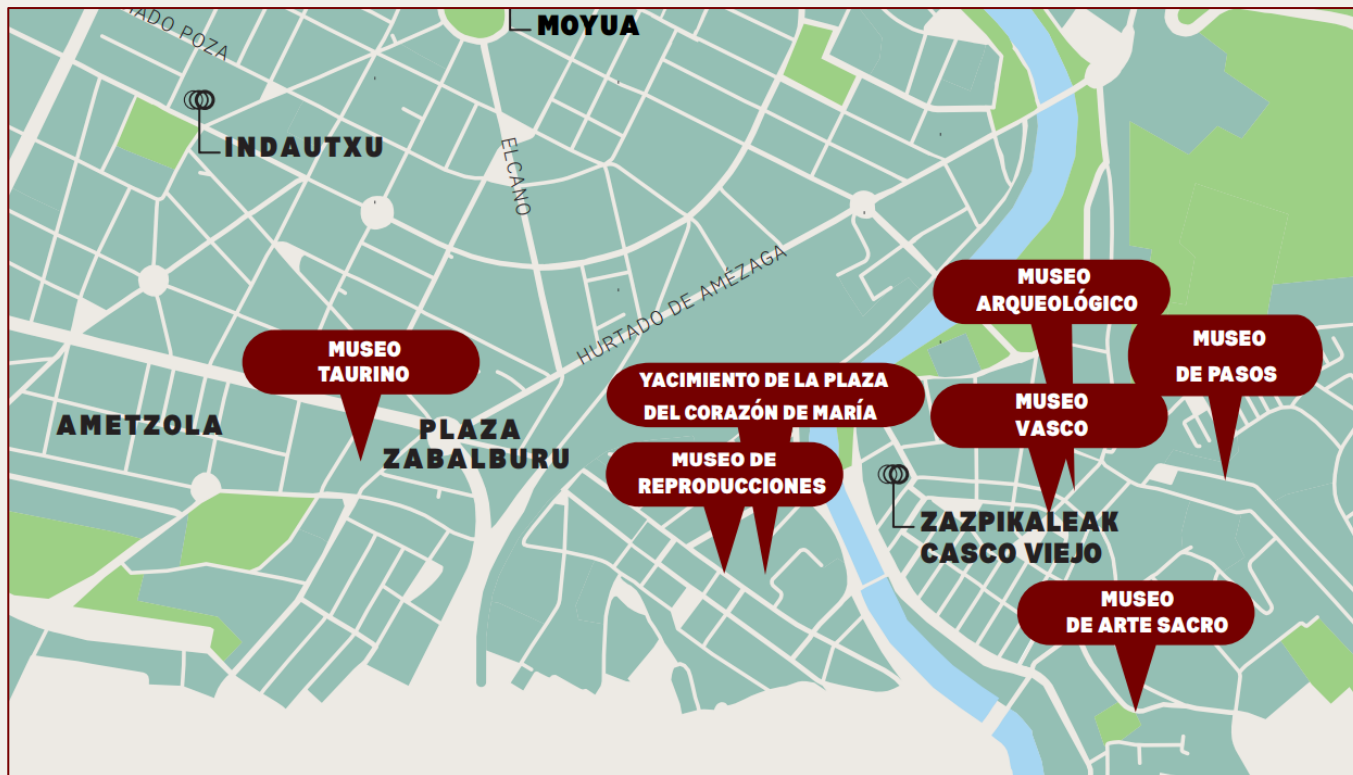 MOYUA
INDAUTXU
ELCANO
HURTADO DE AMÉZAGA
MUSEO
ARQUEOLÓGICO
MUSEO
DE PASOS
MUSEO
TAURINO
YACIMIENTO DE LA PLAZA
DEL CORAZÓN DE MARÍA
MUSEO
VASCO
AMETZOLA
PLAZA
ZABALBURU
MUSEO DE
REPRODUCCIONES
ZAZPIKALEAK
CASCO VIEJO
MUSEO
DE ARTE SACRO
POZA